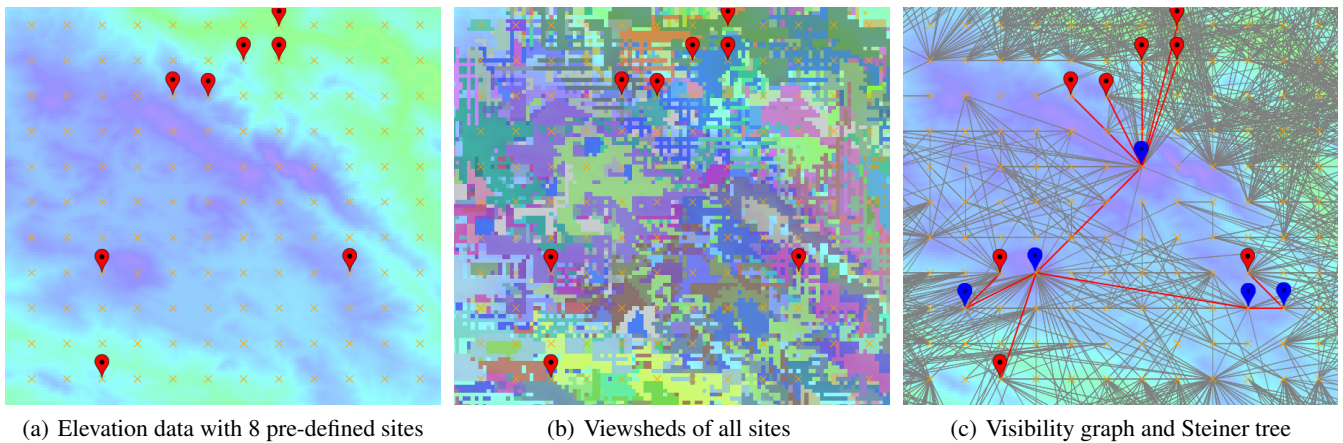 (a) Elevation data with 8 pre-defined sites
(b) Viewsheds of all sites
(c) Visibility graph and Steiner tree